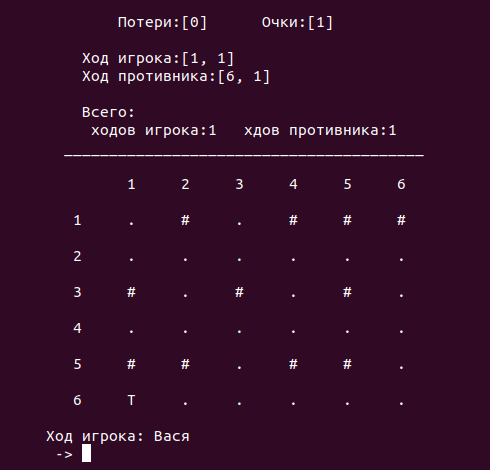 Потери:[0] Очки:[1]
Ход игрока:[1, 1]
Ход противника:[6, 1]
Всего:
ходов игрока:1 хдов противника:1
1 2 3 4 5 6
1 . # . # # #
2 . . . . . .
3 # . # . # .
4 . . . . . .
5 # # . # # .
6 T . . . . .
Ход игрока: Вася
->